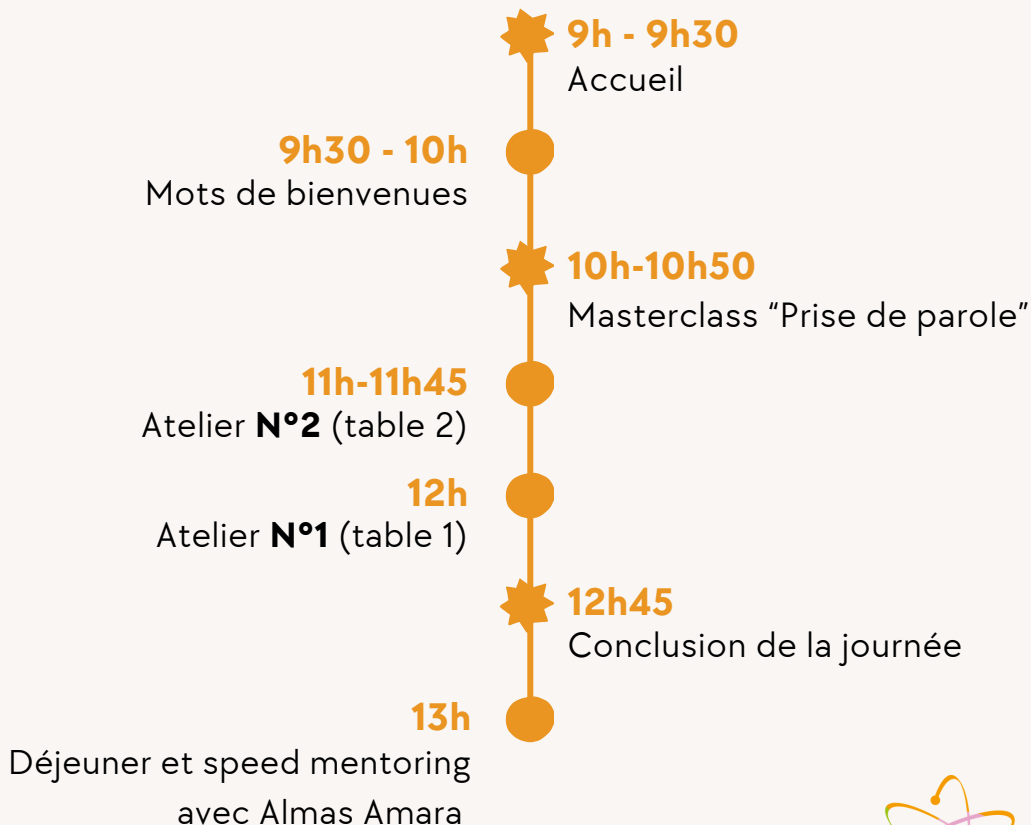 9h - 9h30
Accueil
9h30 - 10h
Mots de bienvenues
10h-10h50
Masterclass “Prise de parole”
11h-11h45
Atelier N°2 (table 2)
12h
Atelier N°1 (table 1)
12h45
Conclusion de la journée
13h
Déjeuner et speed mentoring
avec Almas Amara